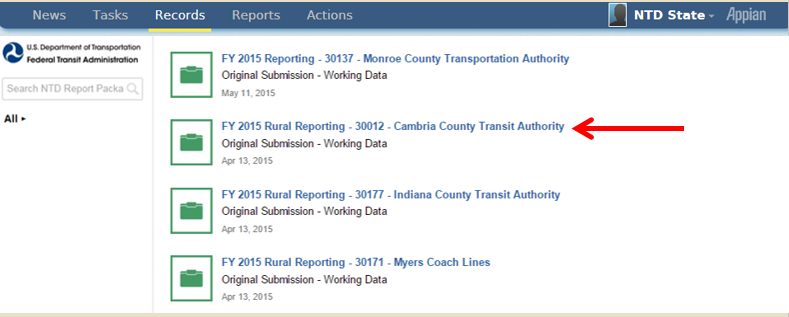 News Tasks Records Reports Actions NTD State Appian
U.S. Department of Transportation
Federal Transit Administration
Search NTD Report Packa
All
FY 2015 Reporting - 30137 - Monroe County Transportation Authority
Original Submission - Working Data
May 11, 2015
FY 2015 Rural Reporting - 30012 - Cambria County Transit Authority
Original Submission - Working Data
Apr 13, 2015
FY 2015 Rural Reporting - 30177 - Indiana County Transit Authority
Original Submission - Working Data
Apr 13, 2015
FY 2015 Rural Reporting - 30171 - Myers Coach Lines
Original Submission - Working Data
Apr 13, 2015